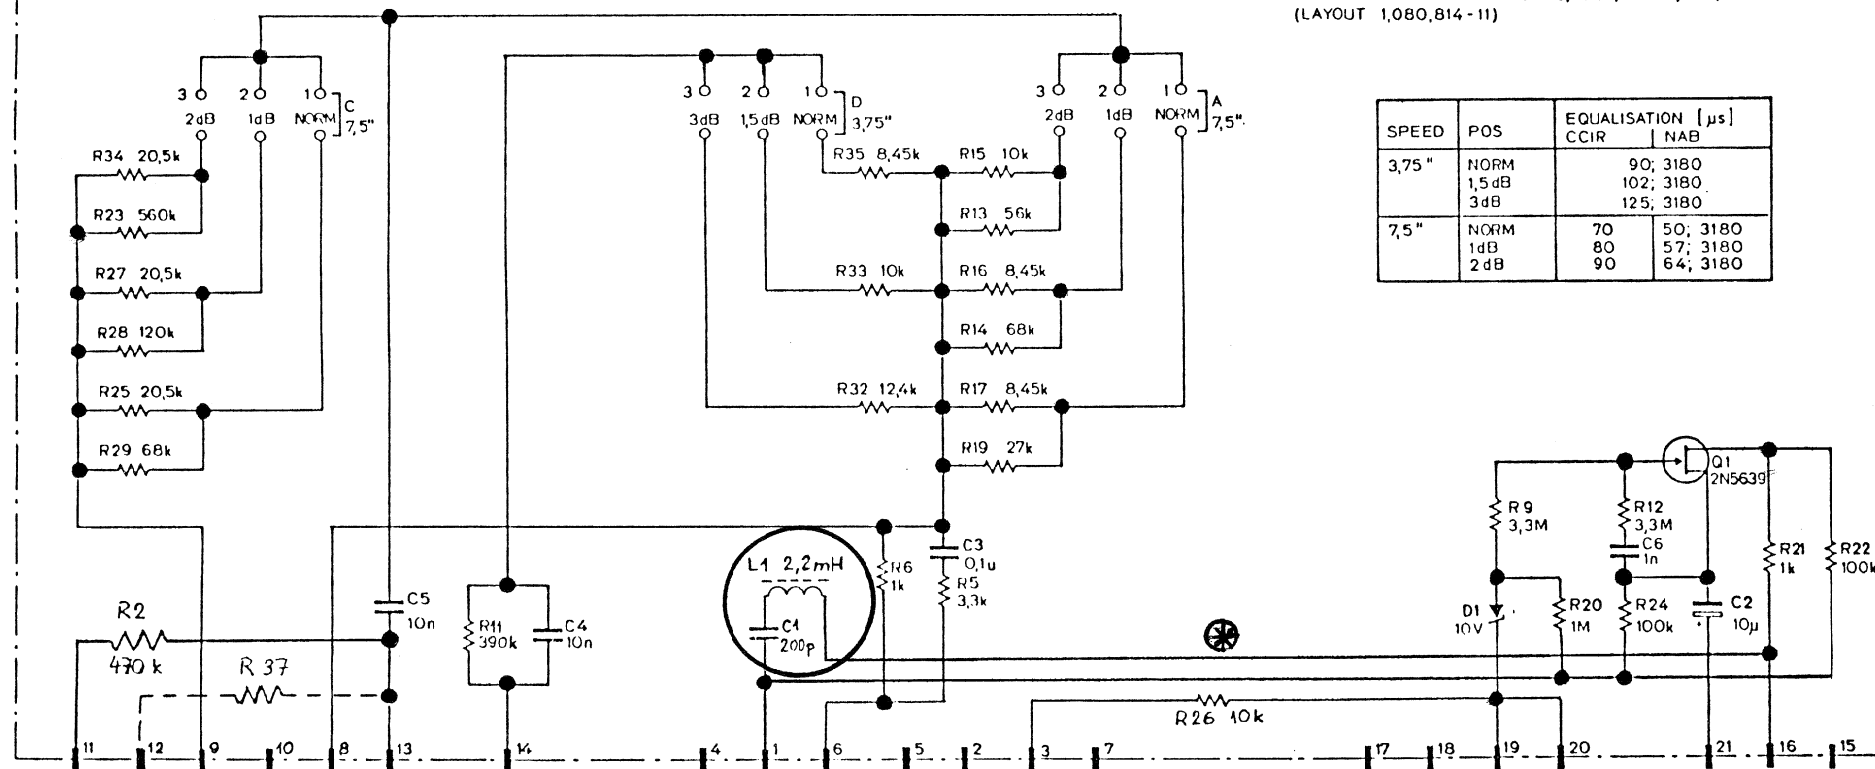 (LAYOUT 1,080,814-11)
3 2 1 C
2dB 1dB NORM 7,5"
3 2 1 D
3dB 1,5dB NORM 3,75"
3 2 1 A
2dB 1dB NORM 7,5"
SPEED POS EQUALISATION [µs]
CCIR NAB
3,75" NORM 90; 3180
1,5dB 102; 3180
3dB 125; 3180
7,5" NORM 70 50; 3180
1dB 80 57; 3180
2dB 90 64; 3180
R34 20,5k
R23 560k
R27 20,5k
R28 120k
R25 20,5k
R29 68k
R35 8,45k
R15 10k
R13 56k
R33 10k
R16 8,45k
R14 68k
R32 12,4k
R17 8,45k
R19 27k
Q1
2N5639
R9
3,3M
R12
3,3M
C6
1n
R21
1k
R22
100k
L1 2,2mH
C1
200p
R6
1k
C3
0,1u
R5
3,3k
R2
470k
C5
10n
R11
390k
C4
10n
R37
D1
10V
R20
1M
R24
100k
C2
10µ
R26 10k
11 12 9 10 8 13 14 4 1 6 5 2 3 7 17 18 19 20 21 16 15